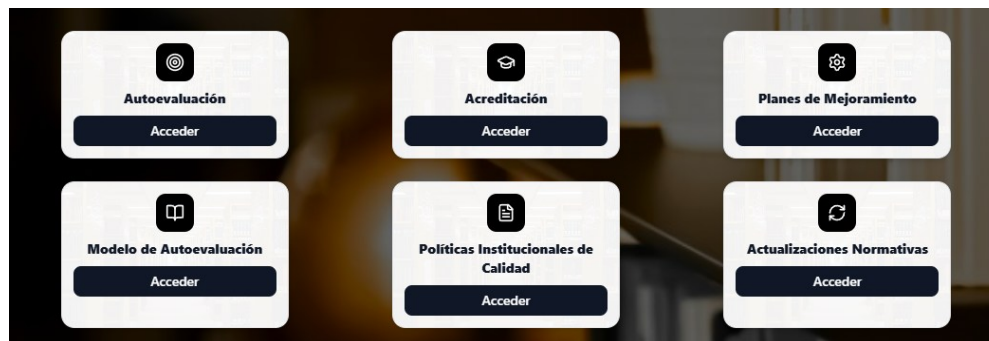 Autoevaluación
Acceder
Acreditación
Acceder
Planes de Mejoramiento
Acceder
Modelo de Autoevaluación
Acceder
Políticas Institucionales de
Calidad
Acceder
Actualizaciones Normativas
Acceder